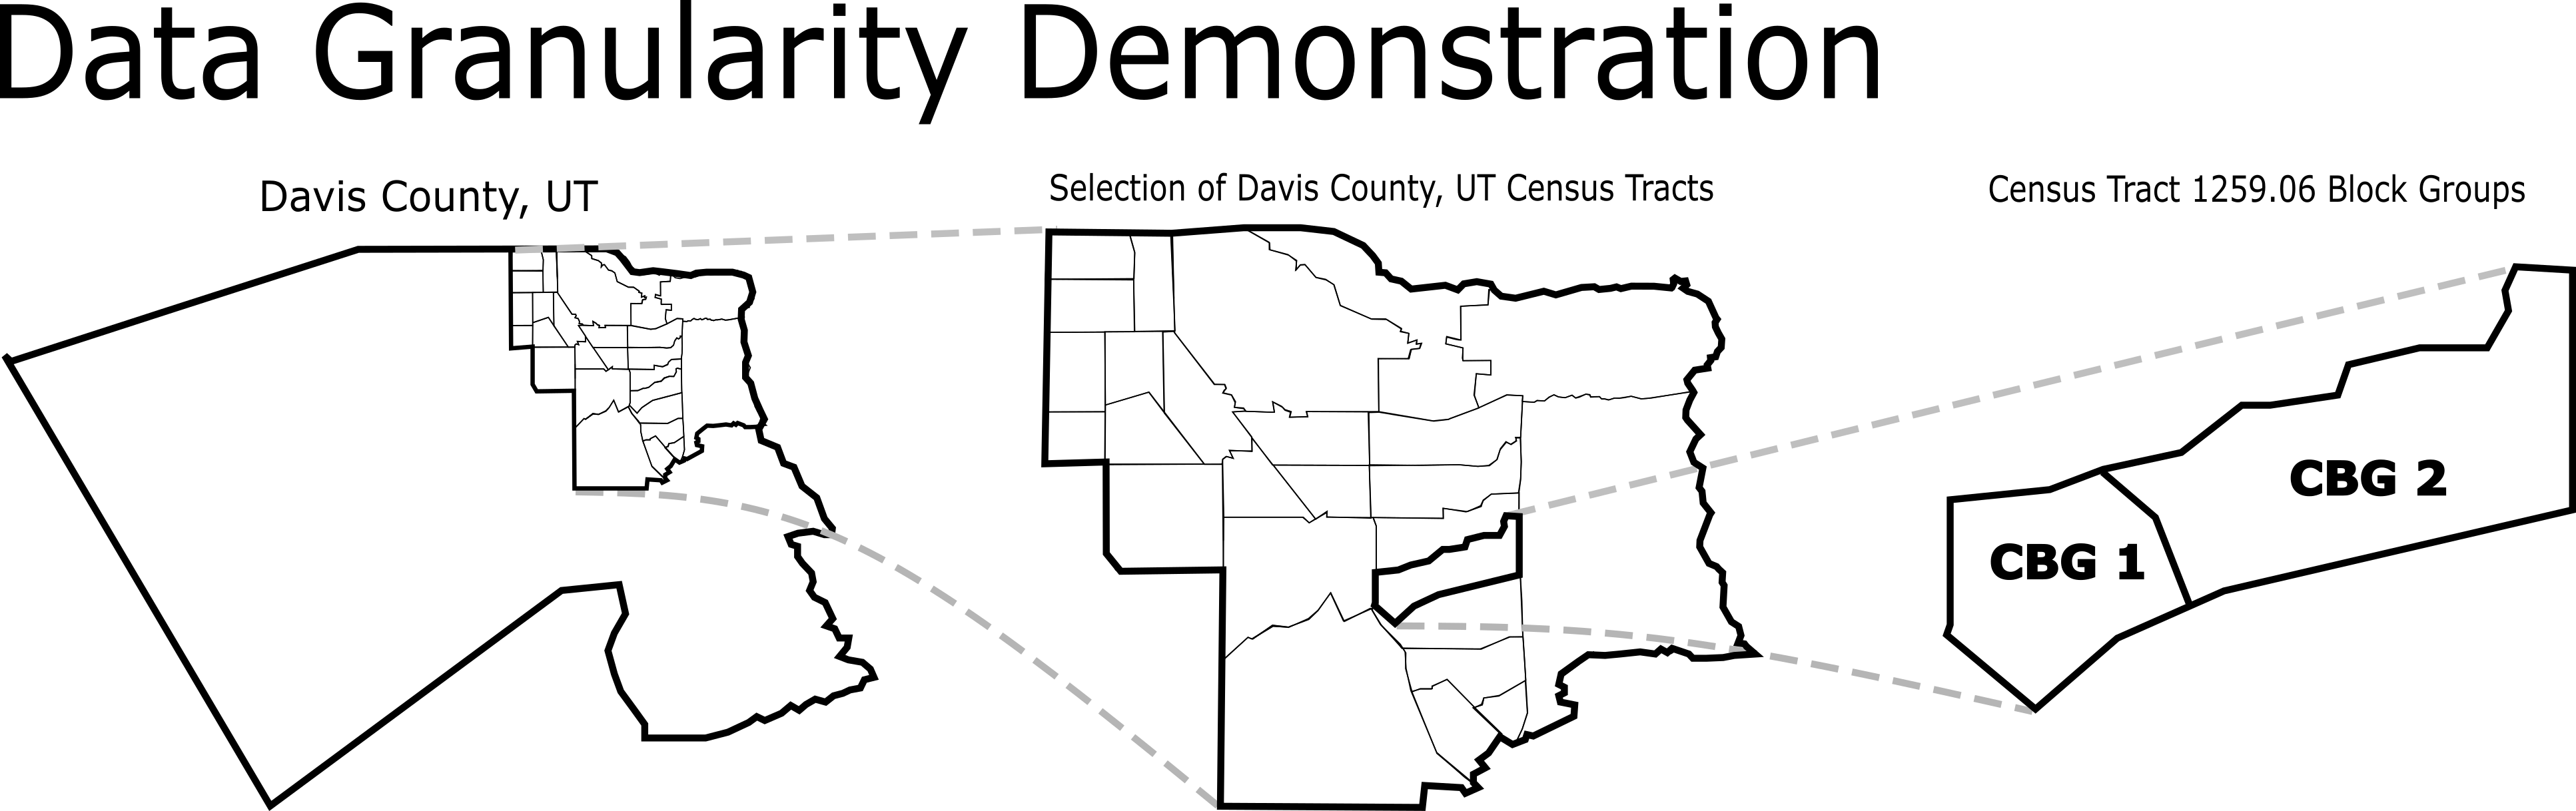 Data Granularity Demonstration
Davis County, UT
Selection of Davis County, UT Census Tracts
Census Tract 1259.06 Block Groups
CBG 1
CBG 2